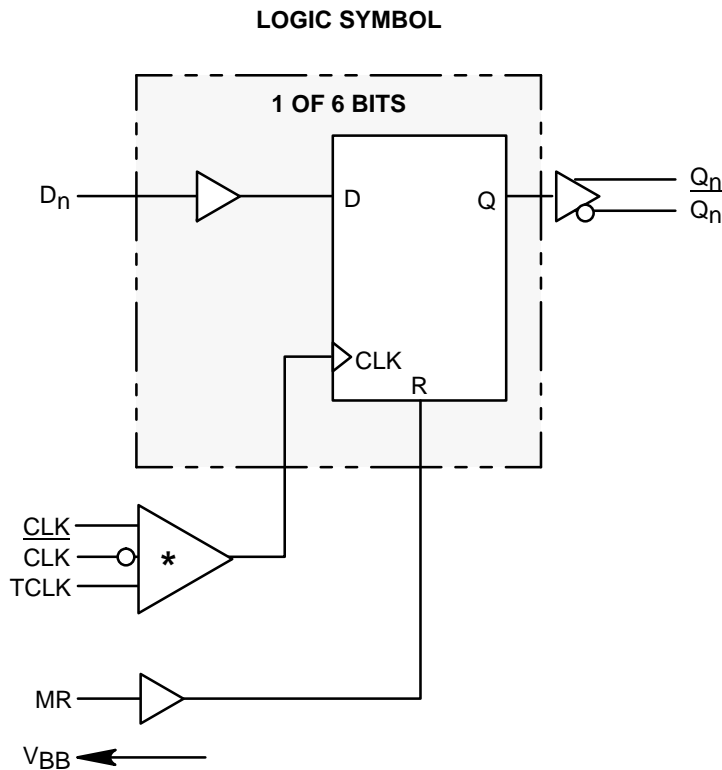 LOGIC SYMBOL
1 OF 6 BITS
Dn
D
Q
Qn
Qn
CLK
R
CLK
CLK
*
TCLK
MR
VBB